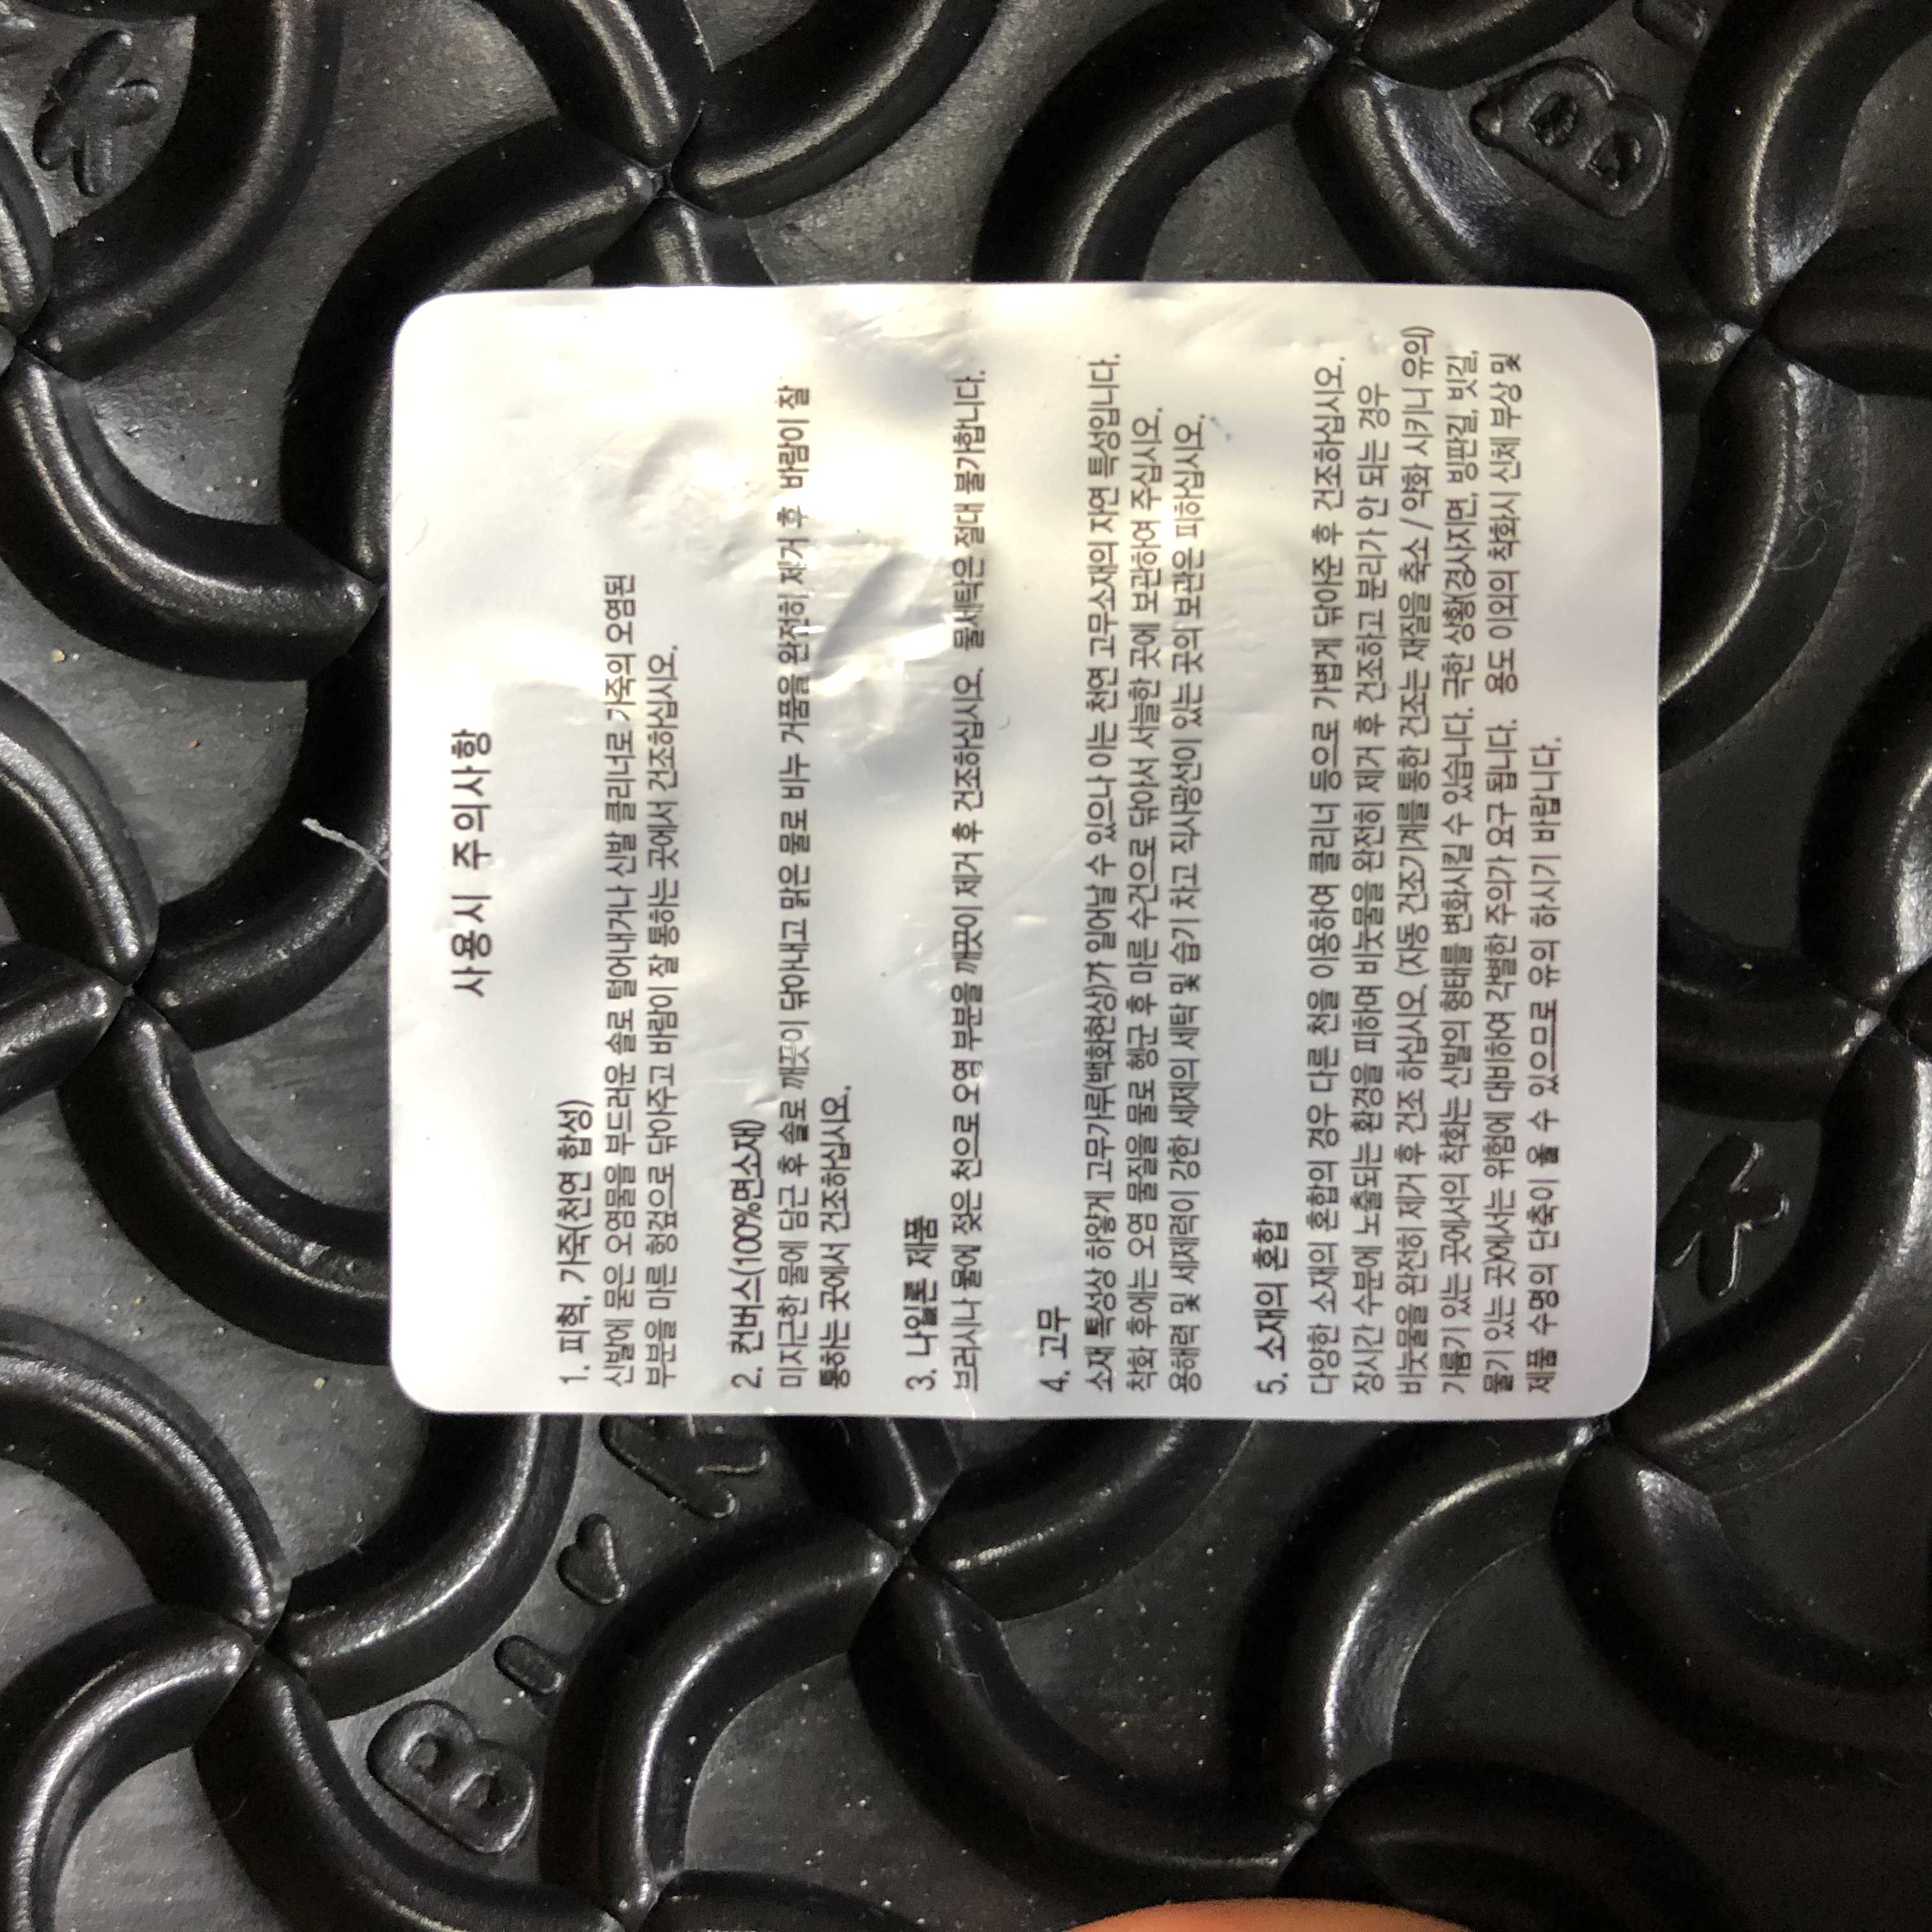 사용시 주의사항
1. 피혁, 가죽(천연 합성)
신발에 묻은 오염물을 부드러운 솔로 털어내거나 신발 클리너로 가죽의 오염된
부분을 마른 헝겊으로 닦아주고 바람이 잘 통하는 곳에서 건조하십시오.
2. 컨버스(100%면소재)
미지근한 물에 담근 후 솔로 깨끗이 닦아내고 맑은 물로 비누 거품을 완전히 제거 후 바람이 잘
통하는 곳에서 건조하십시오.
3. 나일론 제품
브러시나 물에 젖은 천으로 오염 부분을 깨끗이 제거 후 건조하십시오. 물세탁은 절대 불가합니다.
4. 고무
소재 특성상 하얗게 고무가루(백화현상)가 일어날 수 있으나 이는 천연 고무소재의 자연 특성입니다.
착화 후에는 오염 물질을 물로 헹군 후 마른 수건으로 닦아서 서늘한 곳에 보관하여 주십시오.
용해력 및 세제력이 강한 세제의 세탁 및 습기 차고 직사광선이 있는 곳의 보관은 피하십시오.
5. 소재의 혼합
다양한 소재의 혼합의 경우 다른 천을 이용하여 클리너 등으로 가볍게 닦아준 후 건조하십시오.
장시간 수분에 노출되는 환경을 피하며 비눗물을 완전히 제거 후 건조하고 분리가 안 되는 경우
비눗물을 완전히 제거 후 건조 하십시오. (자동 건조기계를 통한 건조는 재질을 축소 / 약화 시키니 유의)
기름기 있는 곳에서의 착화는 신발의 형태를 변화시킬 수 있습니다. 극한 상황(경사지면, 빙판길, 빗길,
물기 있는 곳)에서는 위험에 대비하여 각별한 주의가 요구 됩니다. 용도 이외의 착화시 신체 부상 및
제품 수명의 단축이 올 수 있으므로 유의 하시기 바랍니다.